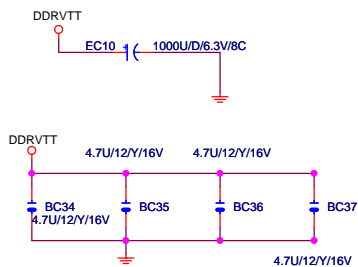 DDRVTT
EC10 + 1000U/D/6.3V/8C
DDRVTT
4.7U/12/Y/16V 4.7U/12/Y/16V
BC34 BC35 BC36 BC37
4.7U/12/Y/16V
4.7U/12/Y/16V